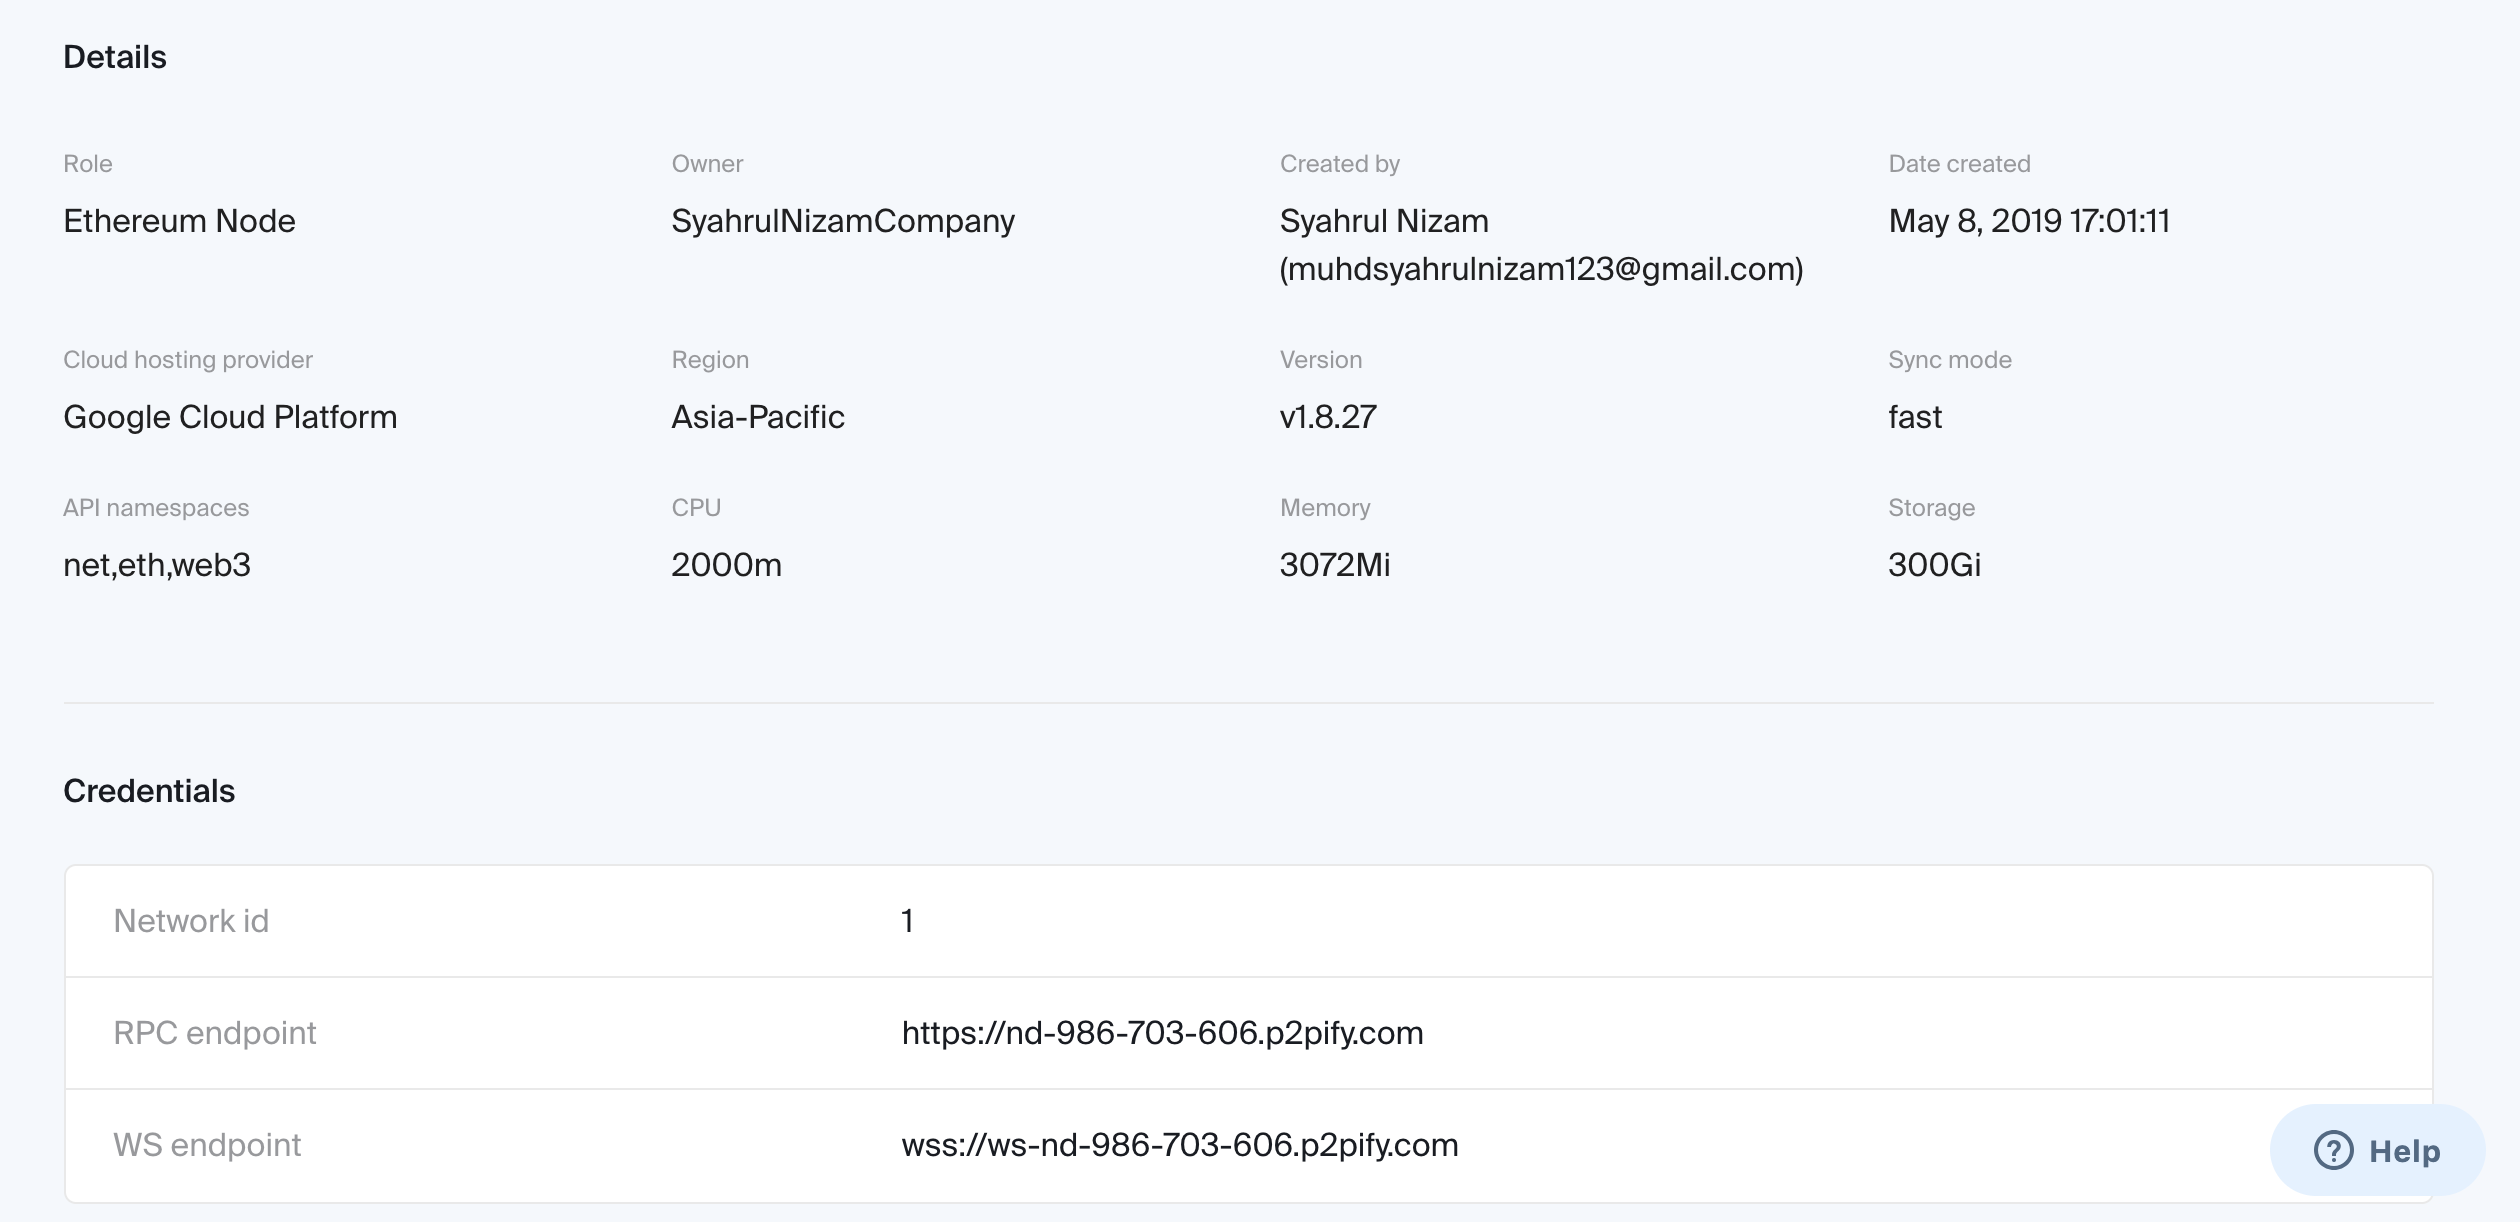 Details
Role
Owner
Created by
Date created
Ethereum Node
SyahrulNizamCompany
Syahrul Nizam
(muhdsyahrulnizam123@gmail.com)
May 8, 2019 17:01:11
Cloud hosting provider
Region
Version
Sync mode
Google Cloud Platform
Asia-Pacific
v1.8.27
fast
API namespaces
CPU
Memory
Storage
net,eth,web3
2000m
3072Mi
300Gi
Credentials
Network id
1
RPC endpoint
https://nd-986-703-606.p2pify.com
WS endpoint
wss://ws-nd-986-703-606.p2pify.com
Help